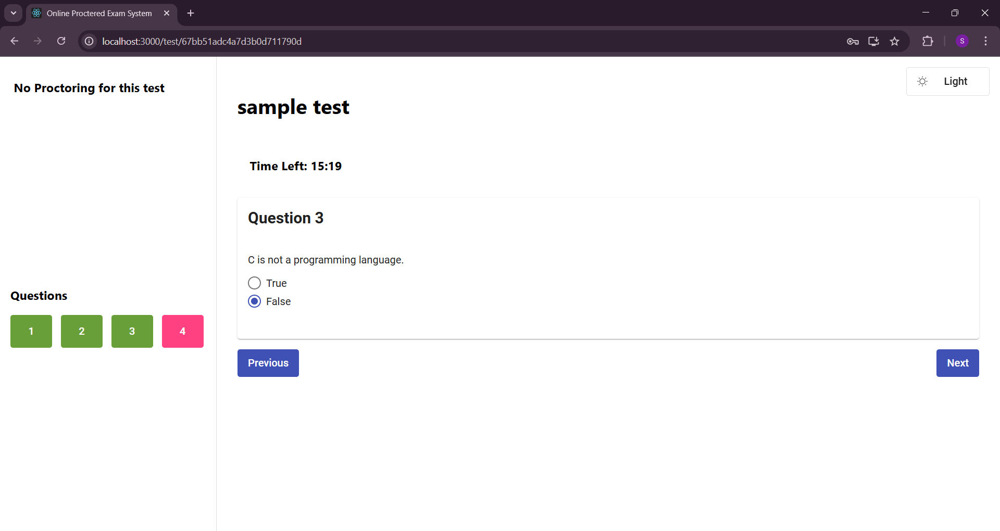 Online Proctered Exam System
localhost:3000/test/67bb51adc4a7d3b0d711790d
S
No Proctoring for this test
Light
sample test
Time Left: 15:19
Question 3
C is not a programming language.
True
False
Questions
1 2 3 4
Previous
Next